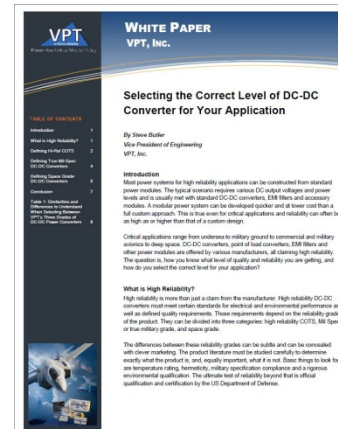 VPT
WHITE PAPER
VPT, INC.
Selecting the Correct Level of DC-DC
Converter for Your Application
By Steve Butler
Vice President of Engineering
VPT, Inc.
TABLE OF CONTENTS
Introduction 1
What is High Reliability? 1
Defining Hi-Rel COTS 2
Defining True Mil Spec
DC-DC Converters 4
Defining Space Grade
DC-DC Converters 5
Conclusion 7
Table 1: Similarities and
Differences to Understand
When Selecting Between
VPT's Three Grades of
DC-DC Power Converters 8
Introduction
Most power systems for high reliability applications can be constructed from standard
power modules. The typical scenario requires various DC output voltages and power
levels and is usually met with standard DC-DC converters, EMI filters and accessory
modules. A modular power system can be developed quicker and at lower cost than a
full custom approach. This is true even for critical applications and reliability can often be
as high as or higher than that of a custom design.
Critical applications range from undersea to military ground to commercial and military
avionics to deep space. DC-DC converters, point of load converters, EMI filters and
other power modules are offered by various manufacturers, all claiming high reliability.
The question is, how you know what level of quality and reliability you are getting, and
how do you select the correct level for your application?
What is High Reliability?
High reliability is more than just a claim from the manufacturer. High reliability DC-DC
converters must meet certain standards for electrical and environmental performance as
well as defined quality requirements. Those requirements depend on the reliability grade
of the product. They can be divided into three categories: high reliability COTS, Mil Spec
or true military grade, and space grade.
The differences between these reliability grades can be subtle and can be concealed
with clever marketing. The product literature must be studied carefully to determine
exactly what the product is, and, equally important, what it is not. Basic things to look for
are temperature rating, hermeticity, military specification compliance and a rigorous
environmental qualification. The ultimate test of reliability beyond that is official
qualification and certification by the US Department of Defense.